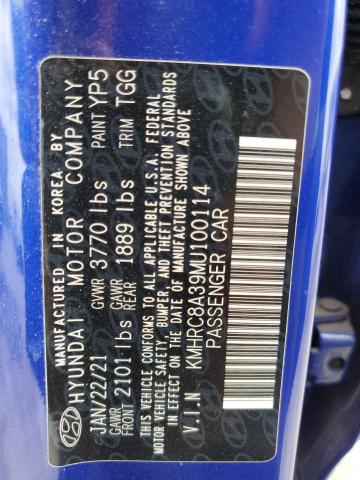 MANUFACTURED IN KOREA BY
HYUNDAI MOTOR COMPANY
JAN/22/21 GVWR 3770 lbs PAINT YP5
GAWR FRONT 2101 lbs GAWR REAR 1889 lbs TRIM TGG
THIS VEHICLE CONFORMS TO ALL APPLICABLE U.S.A. FEDERAL
MOTOR VEHICLE SAFETY, BUMPER, AND THEFT PREVENTION STANDARDS
IN EFFECT ON THE DATE OF MANUFACTURE SHOWN ABOVE
V.I.N KMHRC8A39MU100114
PASSENGER CAR